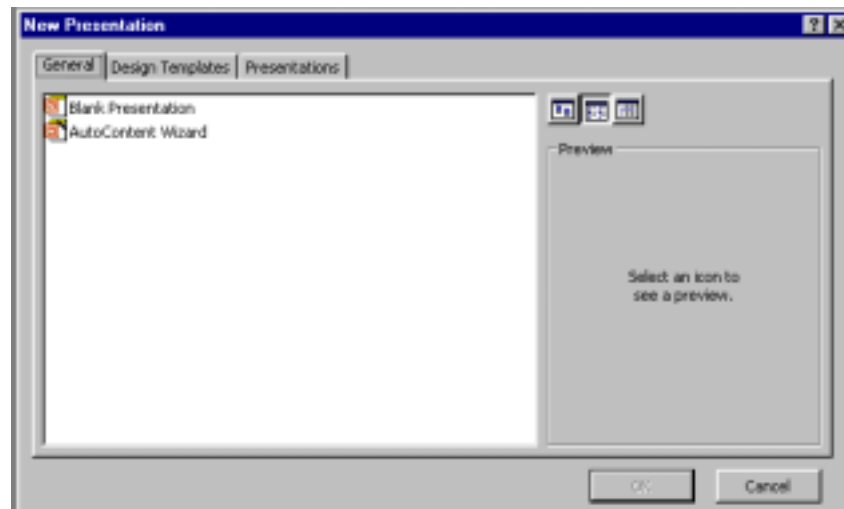 New Presentation
General Design Templates Presentations
Blank Presentation
AutoContent Wizard
Preview
Select an icon to
see a preview.
OK Cancel